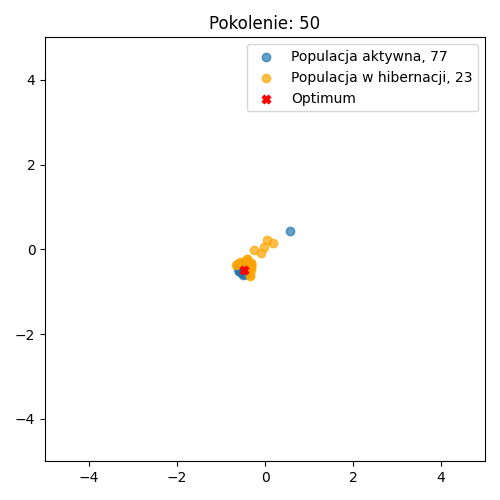 Pokolenie: 50
Populacja aktywna, 77
Populacja w hibernacji, 23
Optimum
4
2
0
−2
−4
−4 −2 0 2 4